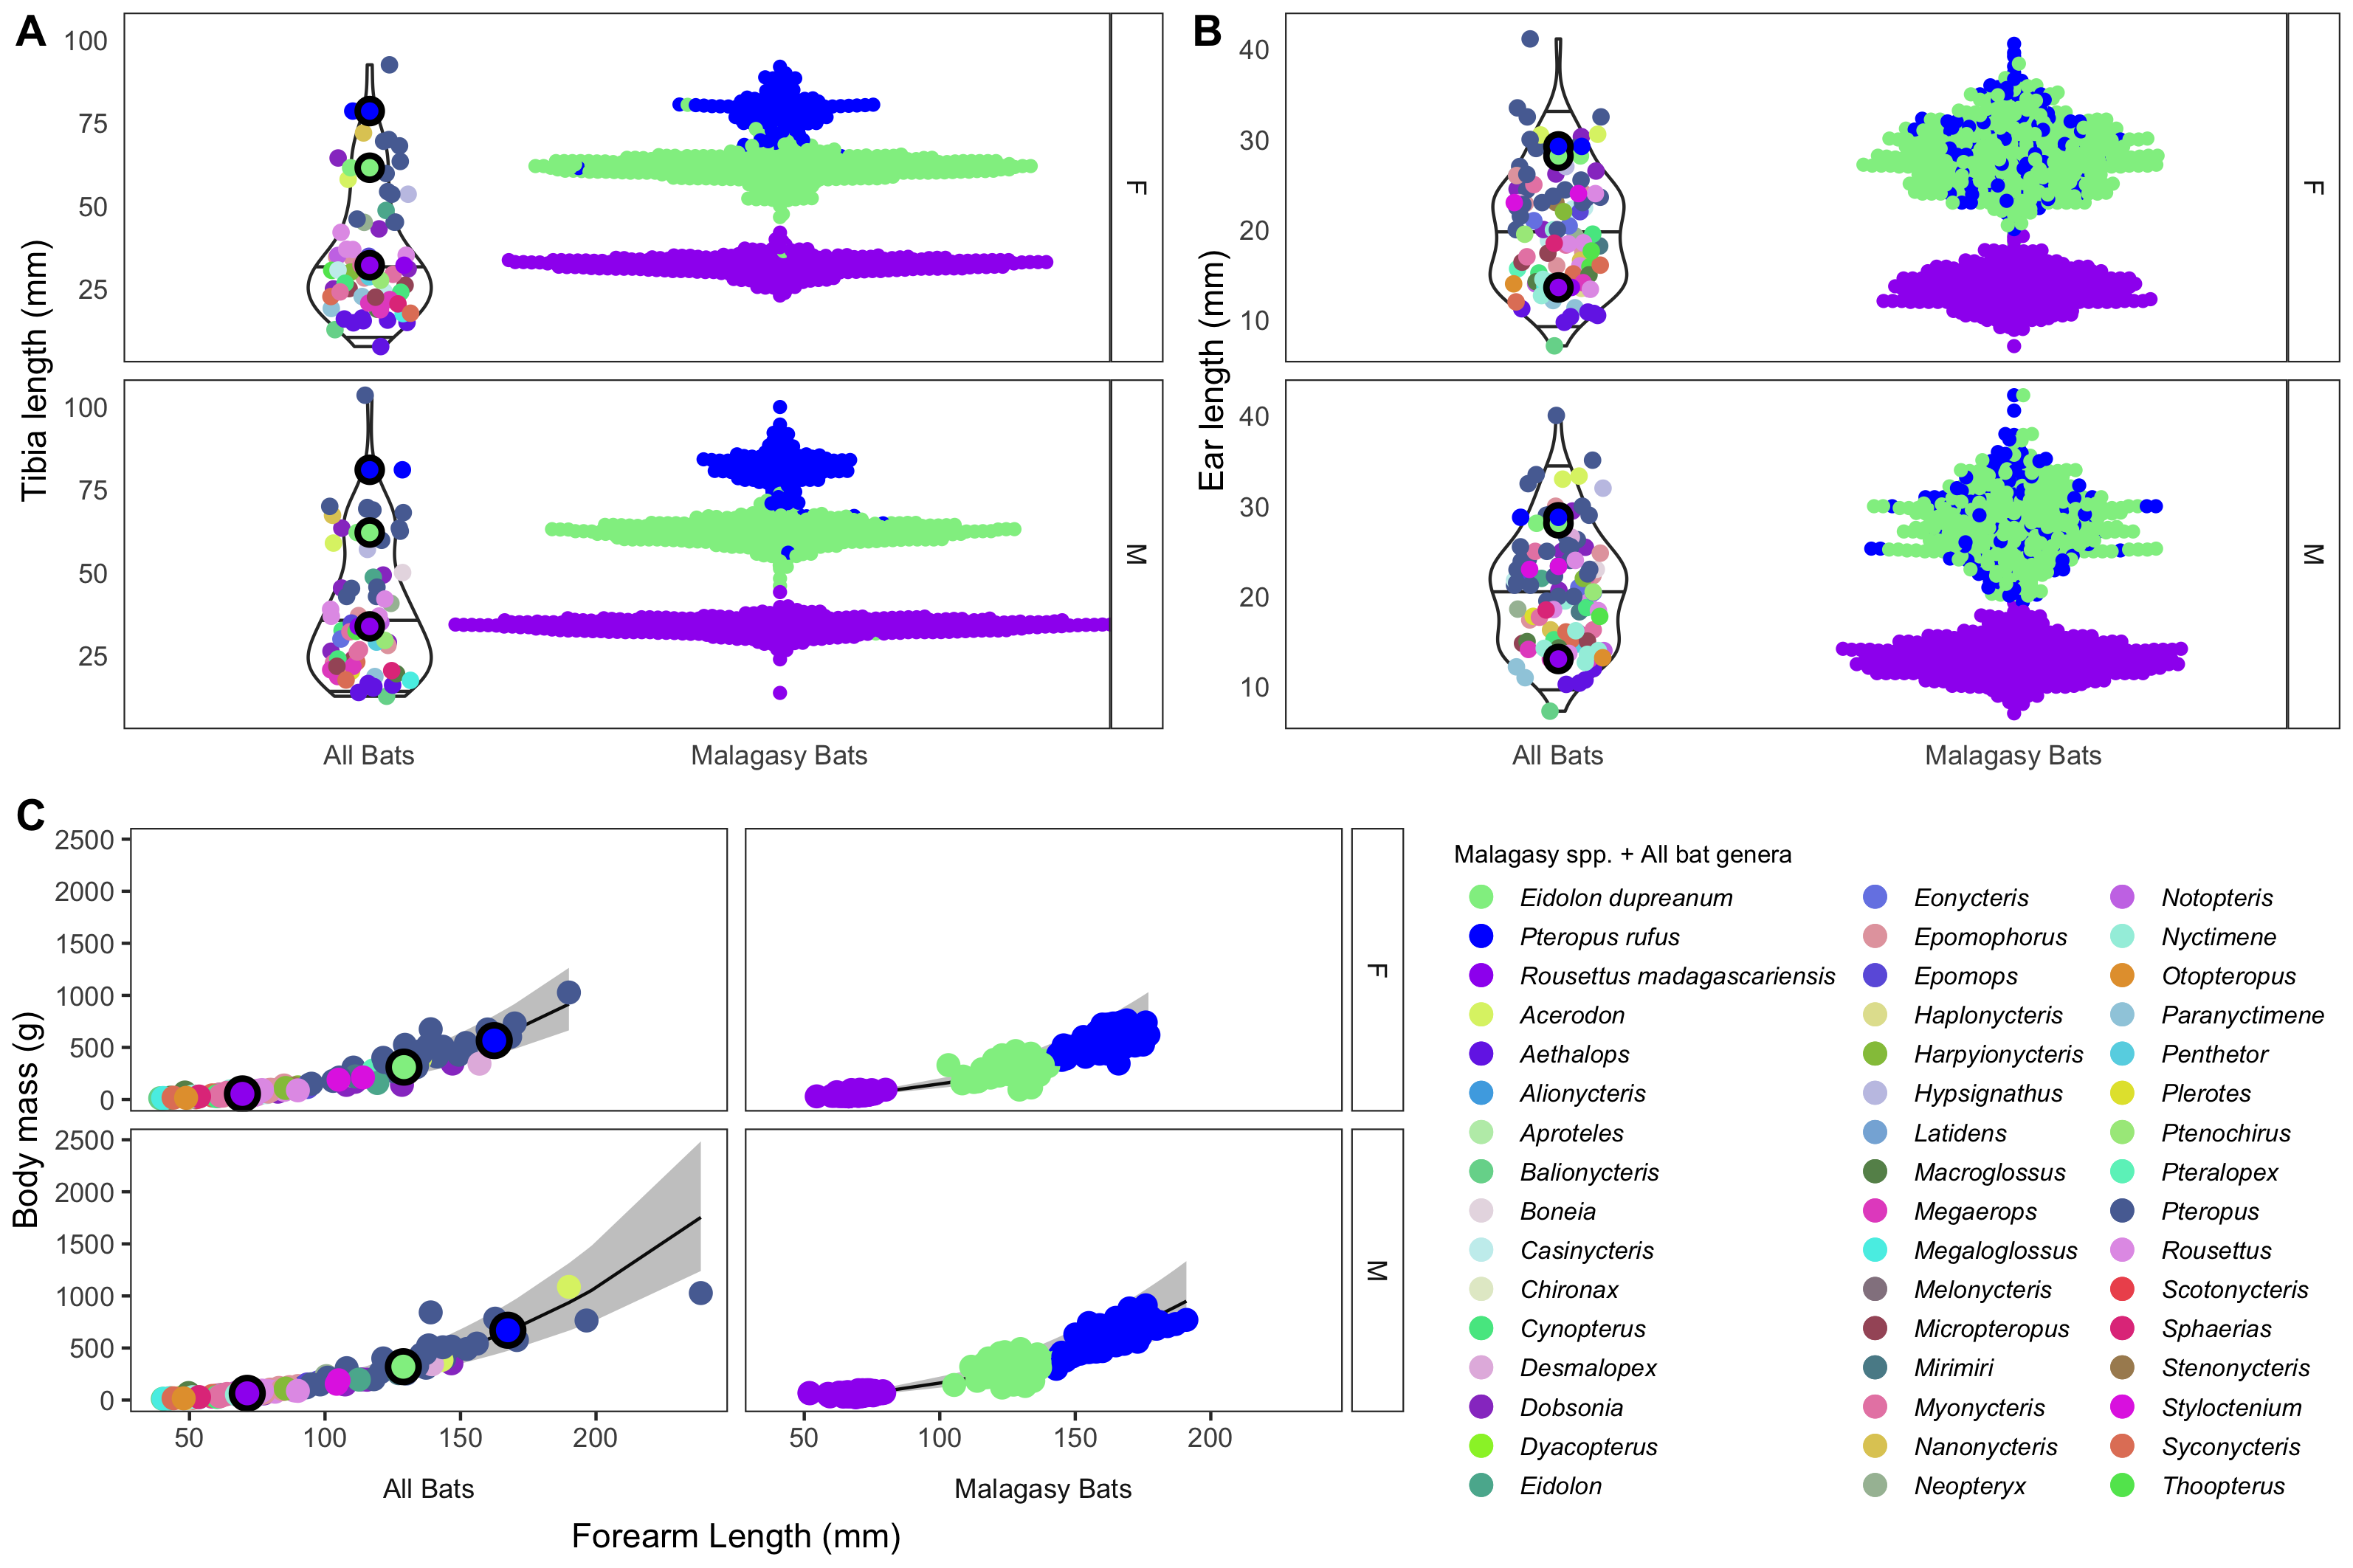 A
100
75
50
25
F
100
75
50
25
M
Tibia length (mm)
All Bats
Malagasy Bats
B
40
30
20
10
F
40
30
20
10
M
Ear length (mm)
All Bats
Malagasy Bats
C
2500
2000
1500
1000
500
0
F
2500
2000
1500
1000
500
0
M
Body mass (g)
50
100
150
200
50
100
150
200
All Bats
Malagasy Bats
Forearm Length (mm)
Malagasy spp. + All bat genera
Eidolon dupreanum
Pteropus rufus
Rousettus madagascariensis
Acerodon
Aethalops
Alionycteris
Aproteles
Balionycteris
Boneia
Casinycteris
Chironax
Cynopterus
Desmalopex
Dobsonia
Dyacopterus
Eidolon
Eonycteris
Epomophorus
Epomops
Haplonycteris
Harpyionycteris
Hypsignathus
Latidens
Macroglossus
Megaerops
Megaloglossus
Melonycteris
Micropteropus
Mirimiri
Myonycteris
Nanonycteris
Neopteryx
Notopteris
Nyctimene
Otopteropus
Paranyctimene
Penthetor
Plerotes
Ptenochirus
Pteralopex
Pteropus
Rousettus
Scotonycteris
Sphaerias
Stenonycteris
Styloctenium
Syconycteris
Thoopterus